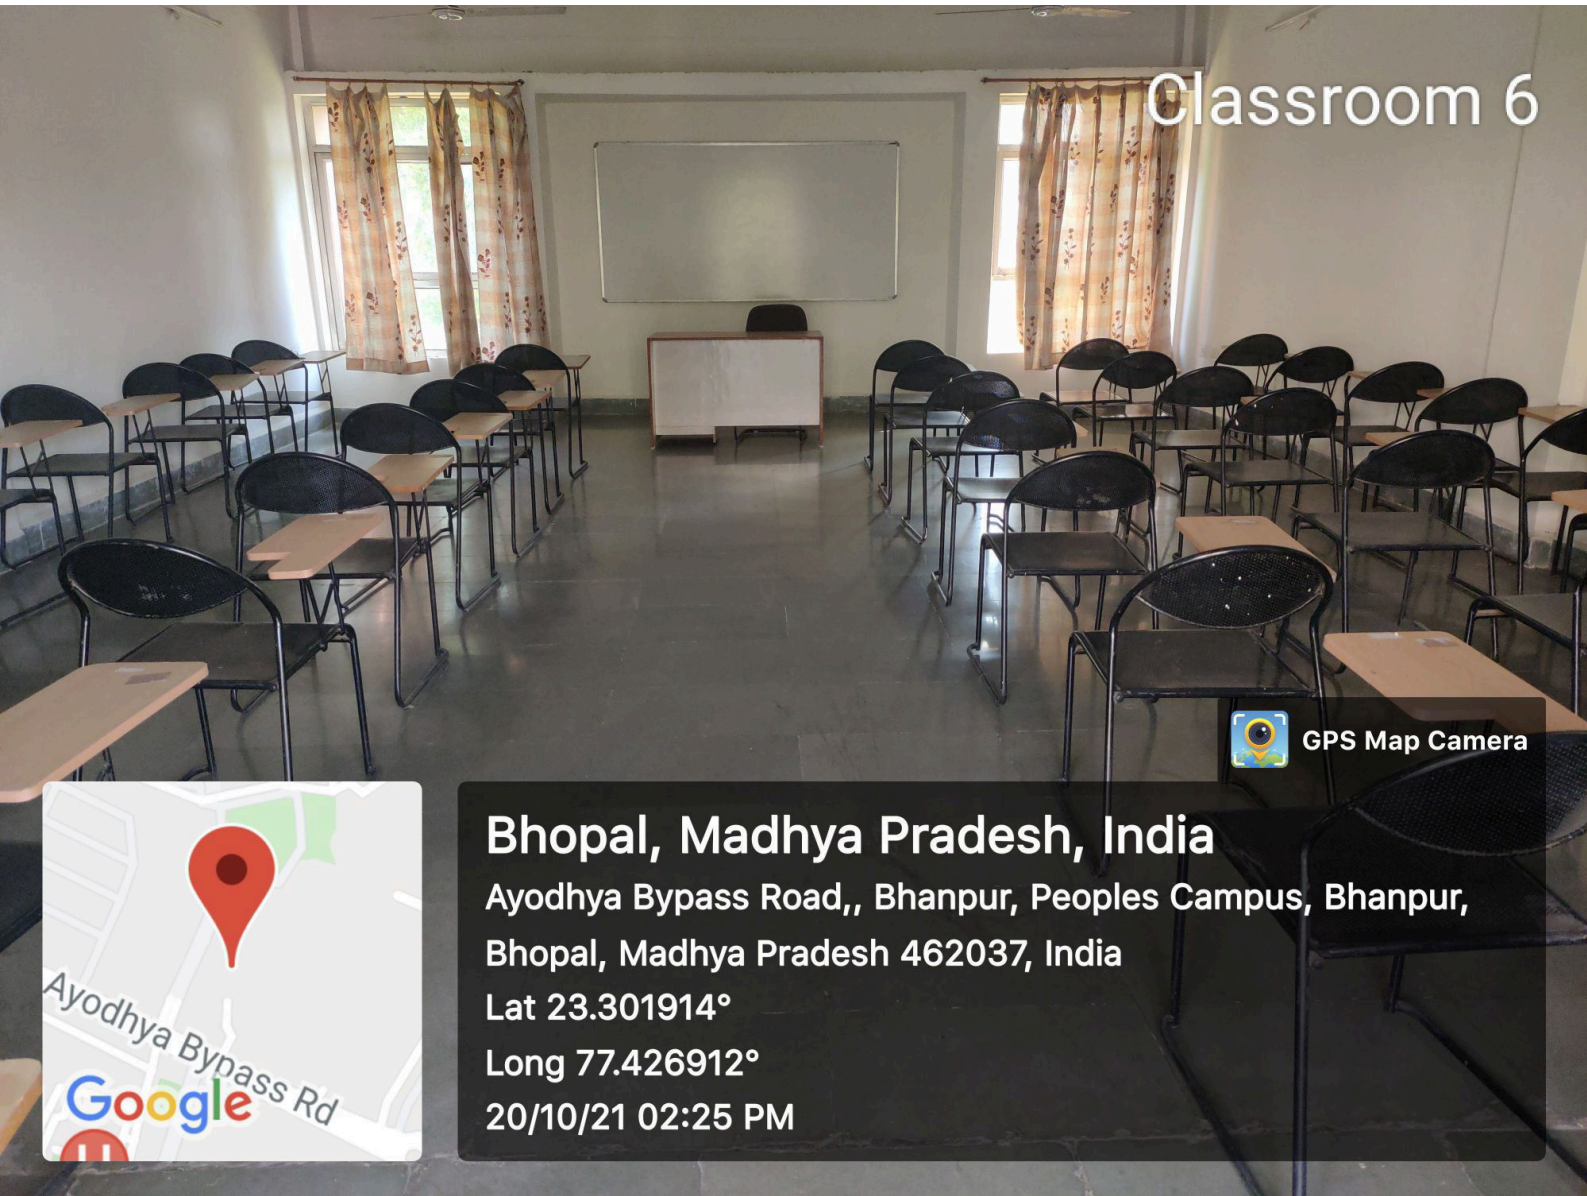 Classroom 6
GPS Map Camera
Bhopal, Madhya Pradesh, India
Ayodhya Bypass Road,, Bhanpur, Peoples Campus, Bhanpur,
Bhopal, Madhya Pradesh 462037, India
Lat 23.301914°
Long 77.426912°
20/10/21 02:25 PM
Ayodhya Bypass Rd
Google